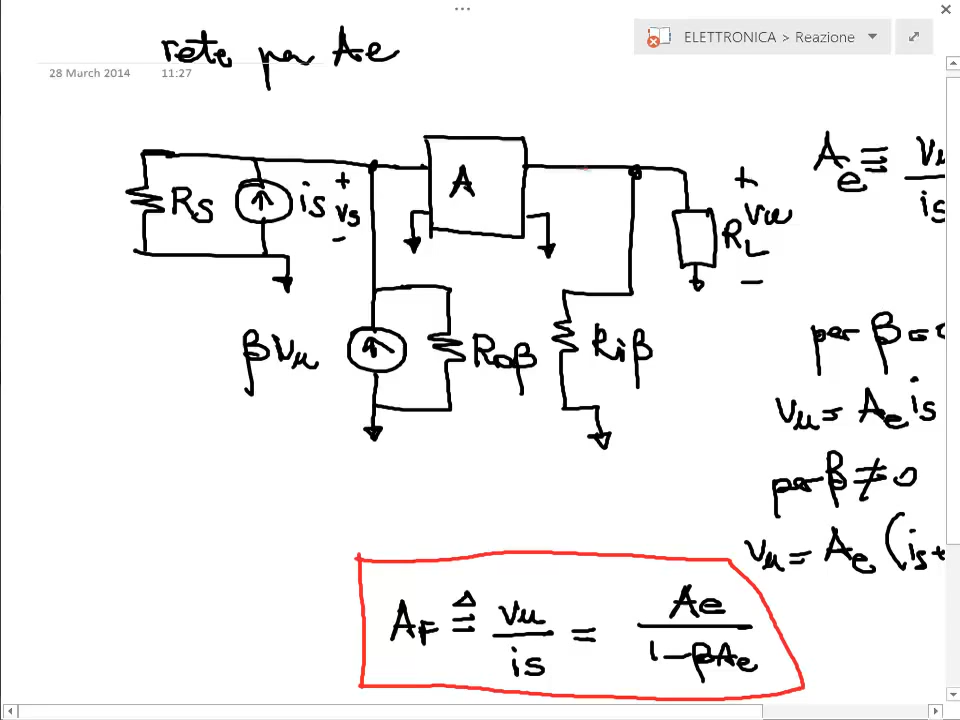 ELETTRONICA > Reazione
rete per Ae
28 March 2014 11:27
A
Rs
is
+
vs
-
+
vu
RL
-
Ae ≡ vu
is
βvu
Roβ
Riβ
per β =
vu = Ae is
per β ≠ 0
vu = Ae (is+
AF ≜ vu/is = Ae/1-βAe